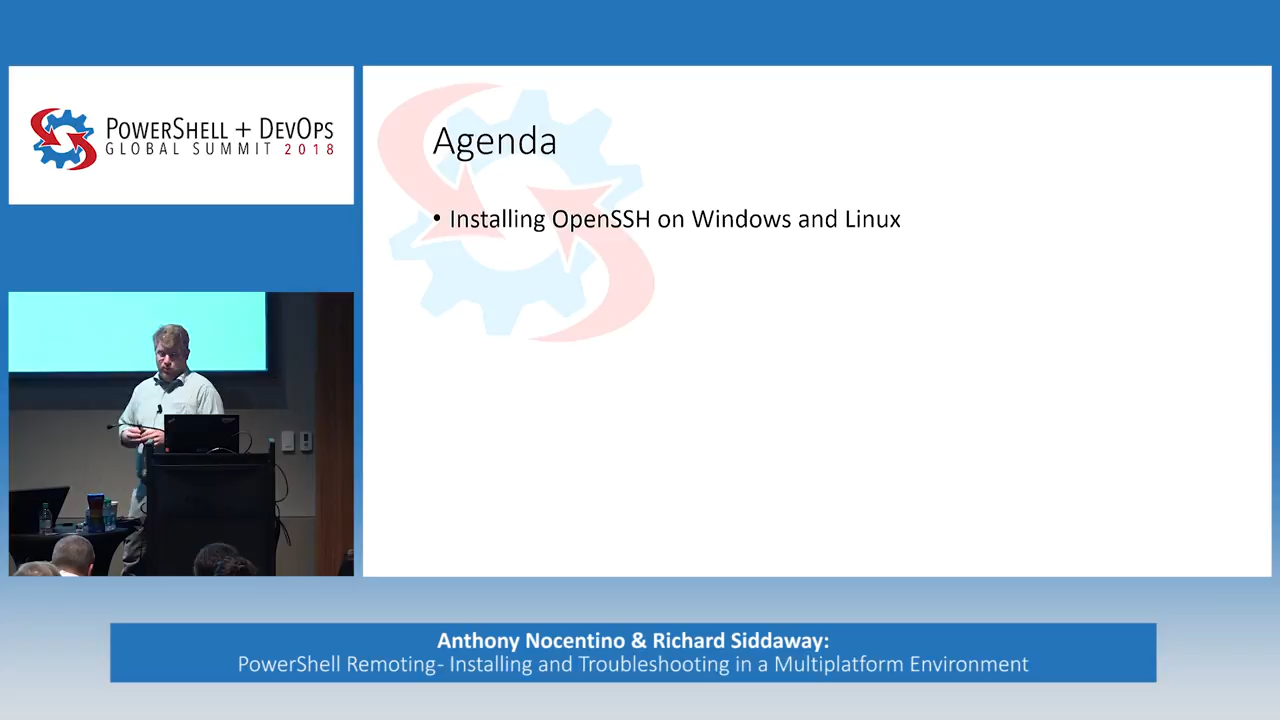 PowerShell + DevOps
Global Summit 2018
Agenda
• Installing OpenSSH on Windows and Linux
Anthony Nocentino & Richard Siddaway:
PowerShell Remoting- Installing and Troubleshooting in a Multiplatform Environment